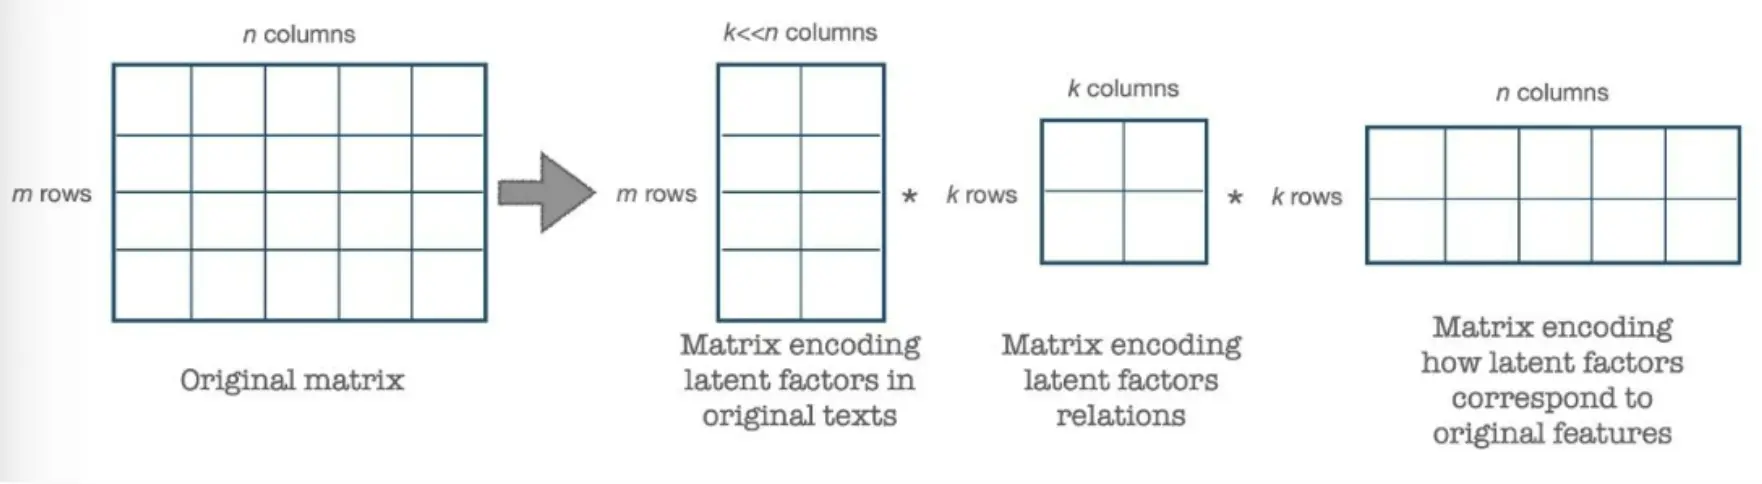 n columns
m rows
Original matrix
k<<n columns
m rows
Matrix encoding
latent factors in
original texts
*
k columns
k rows
Matrix encoding
latent factors
relations
*
n columns
k rows
Matrix encoding
how latent factors
correspond to
original features